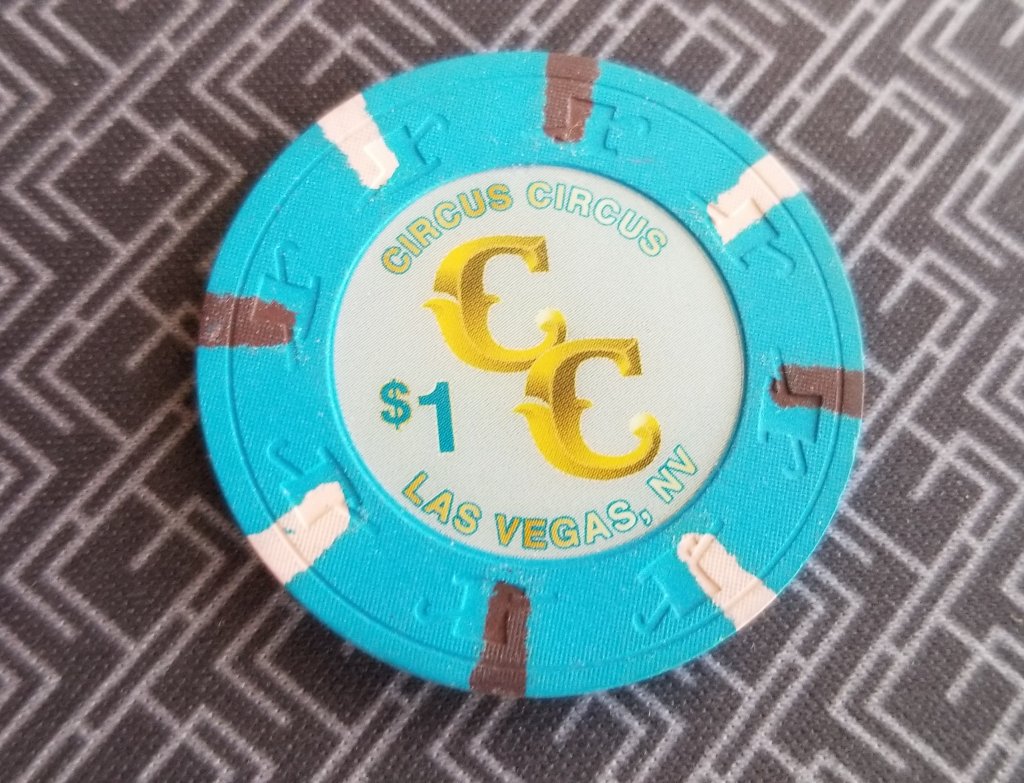 CIRCUS CIRCUS
CC
$1
LAS VEGAS, NV